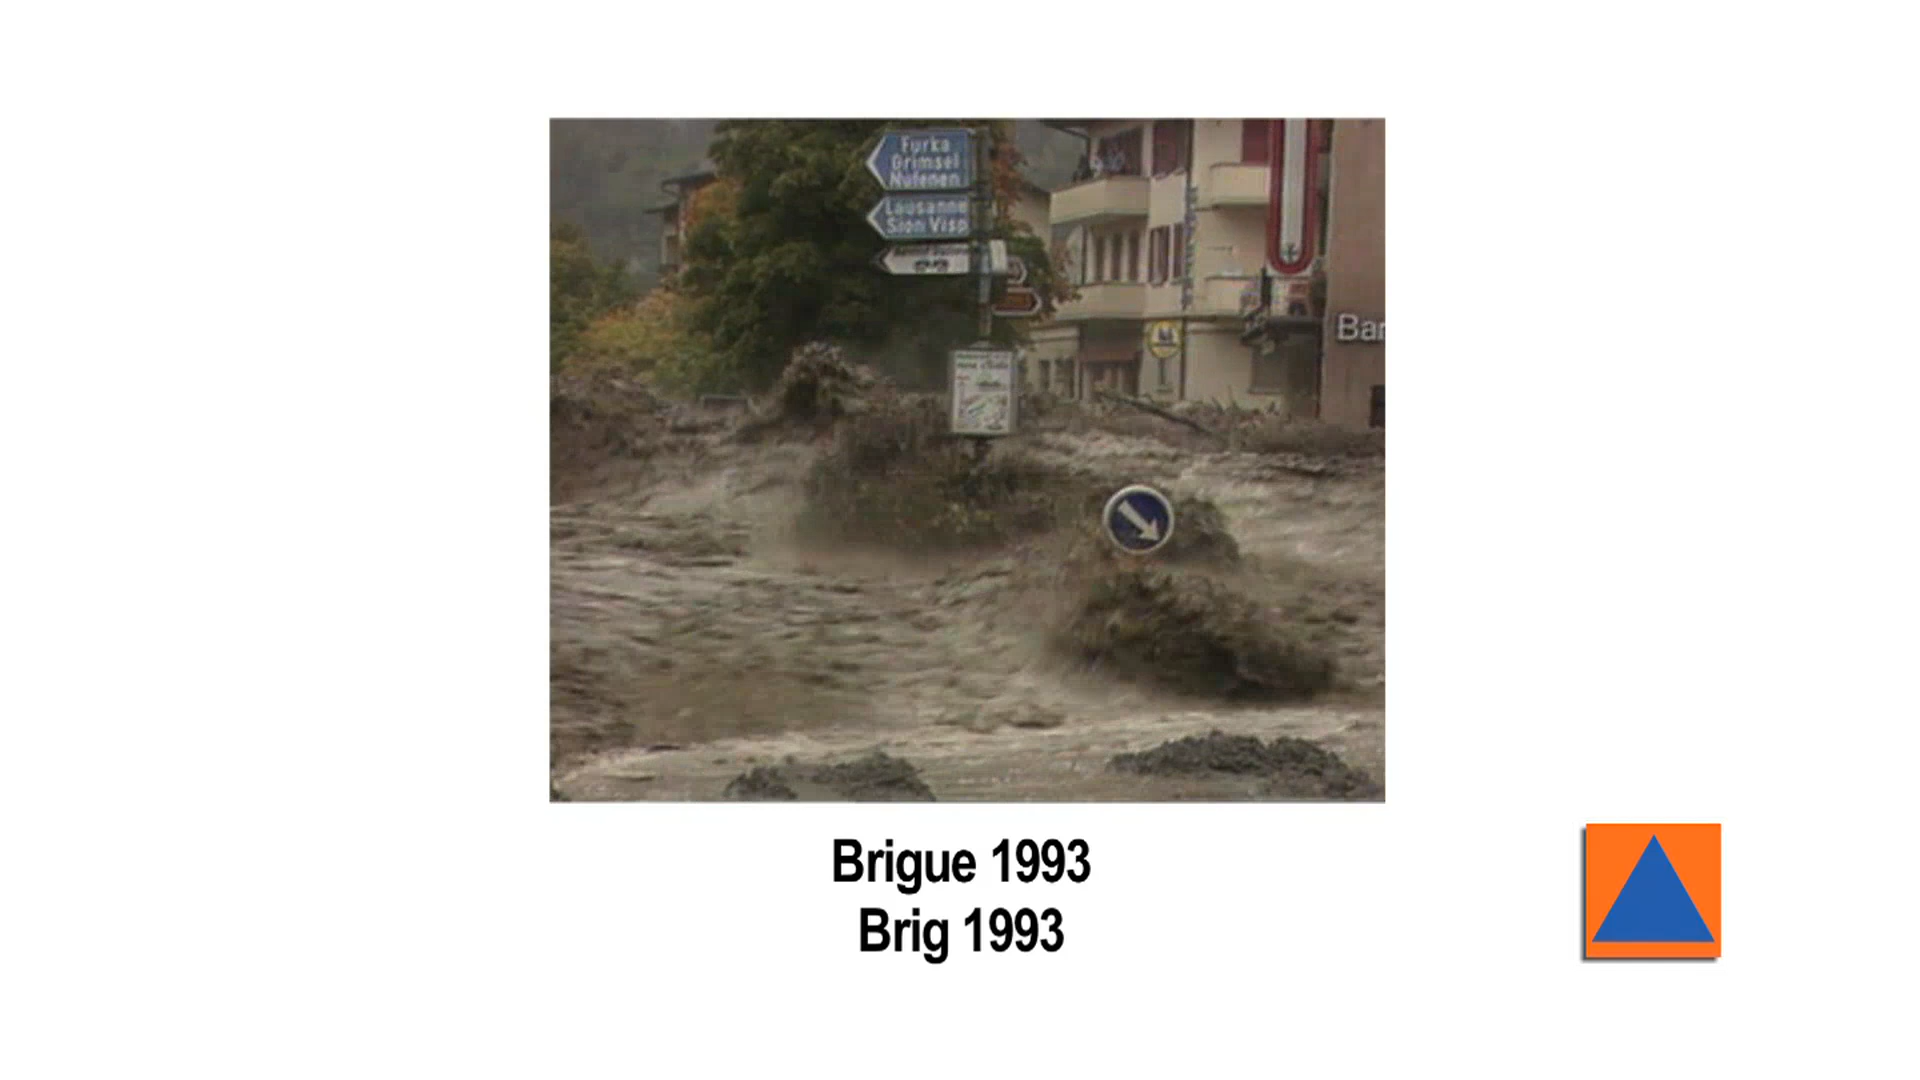 Furka
Grimsel
Nufenen
Lausanne
Sion Visp
Bar
Brigue 1993
Brig 1993